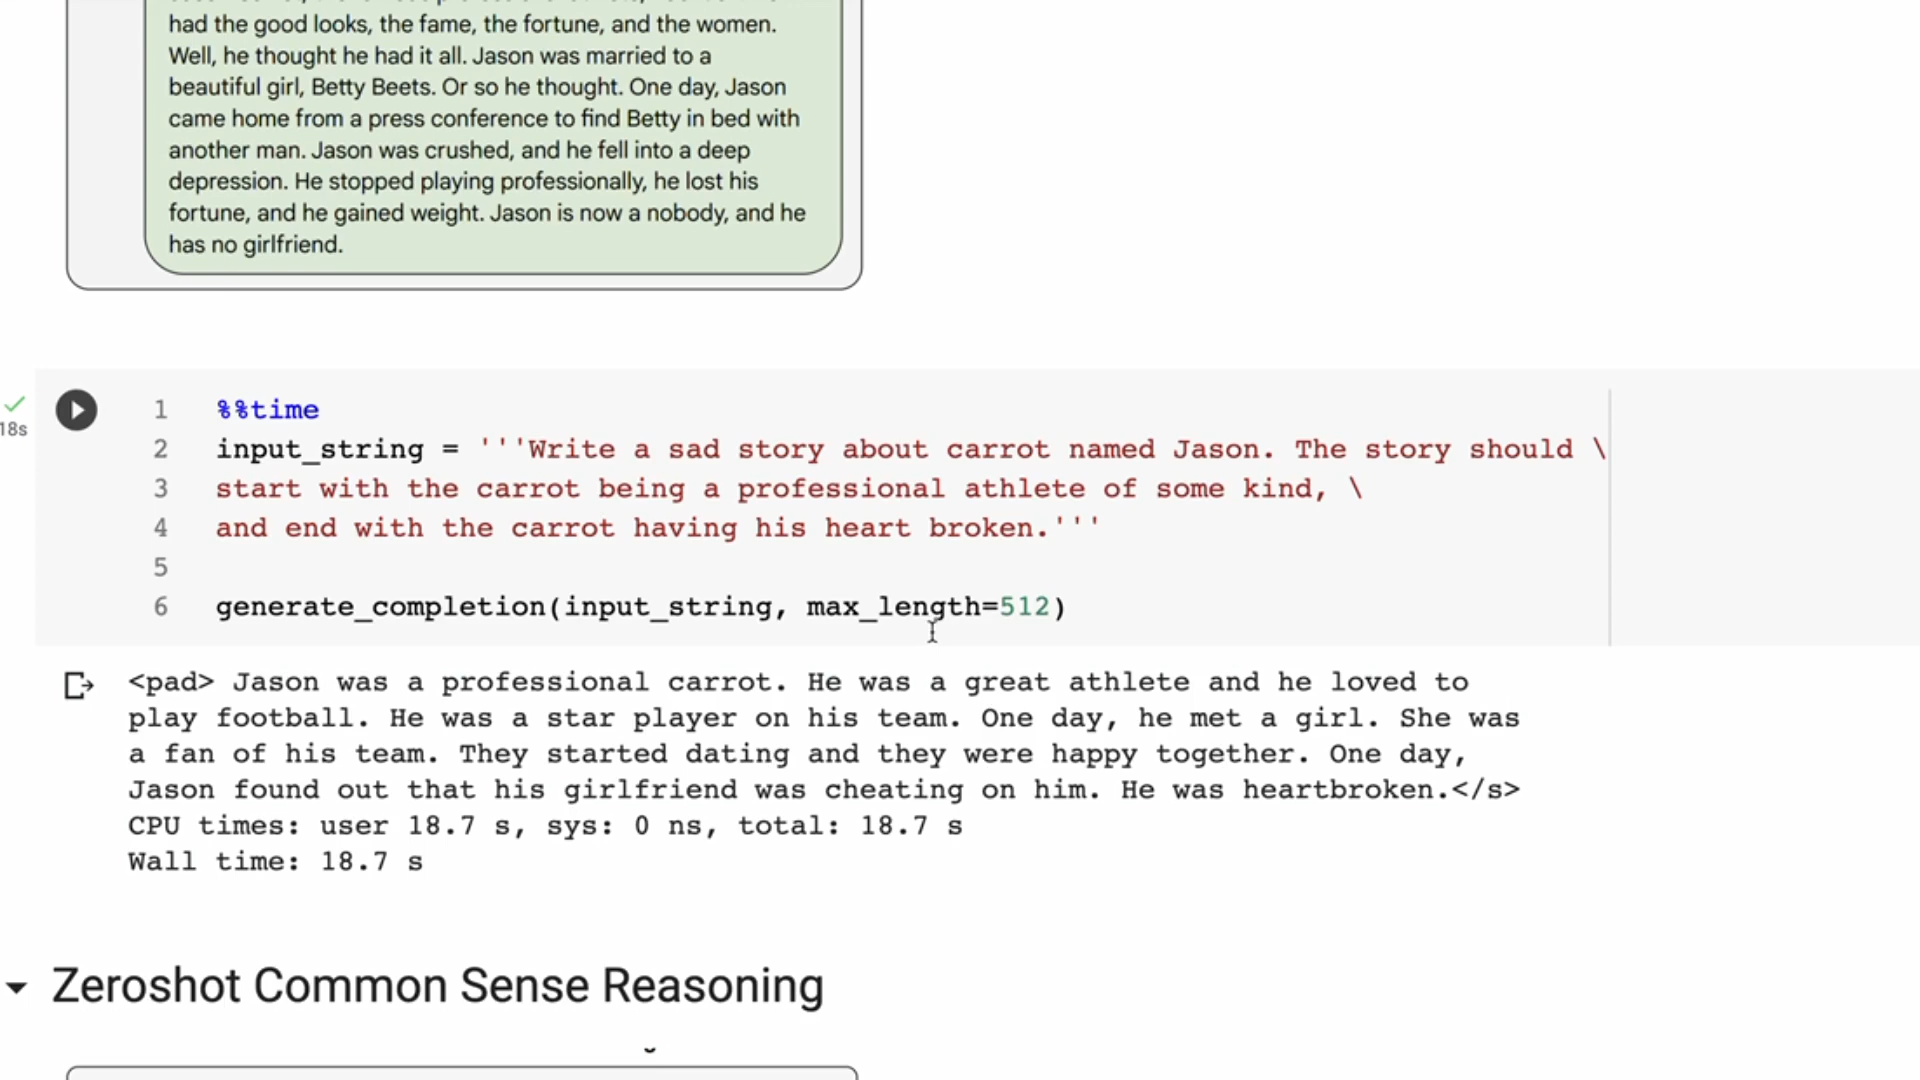 had the good looks, the fame, the fortune, and the women.
Well, he thought he had it all. Jason was married to a
beautiful girl, Betty Beets. Or so he thought. One day, Jason
came home from a press conference to find Betty in bed with
another man. Jason was crushed, and he fell into a deep
depression. He stopped playing professionally, he lost his
fortune, and he gained weight. Jason is now a nobody, and he
has no girlfriend.
18s
1 %%time
2 input_string = '''Write a sad story about carrot named Jason. The story should \
3 start with the carrot being a professional athlete of some kind, \
4 and end with the carrot having his heart broken.'''
5
6 generate_completion(input_string, max_length=512)
<pad> Jason was a professional carrot. He was a great athlete and he loved to
play football. He was a star player on his team. One day, he met a girl. She was
a fan of his team. They started dating and they were happy together. One day,
Jason found out that his girlfriend was cheating on him. He was heartbroken.</s>
CPU times: user 18.7 s, sys: 0 ns, total: 18.7 s
Wall time: 18.7 s
Zeroshot Common Sense Reasoning